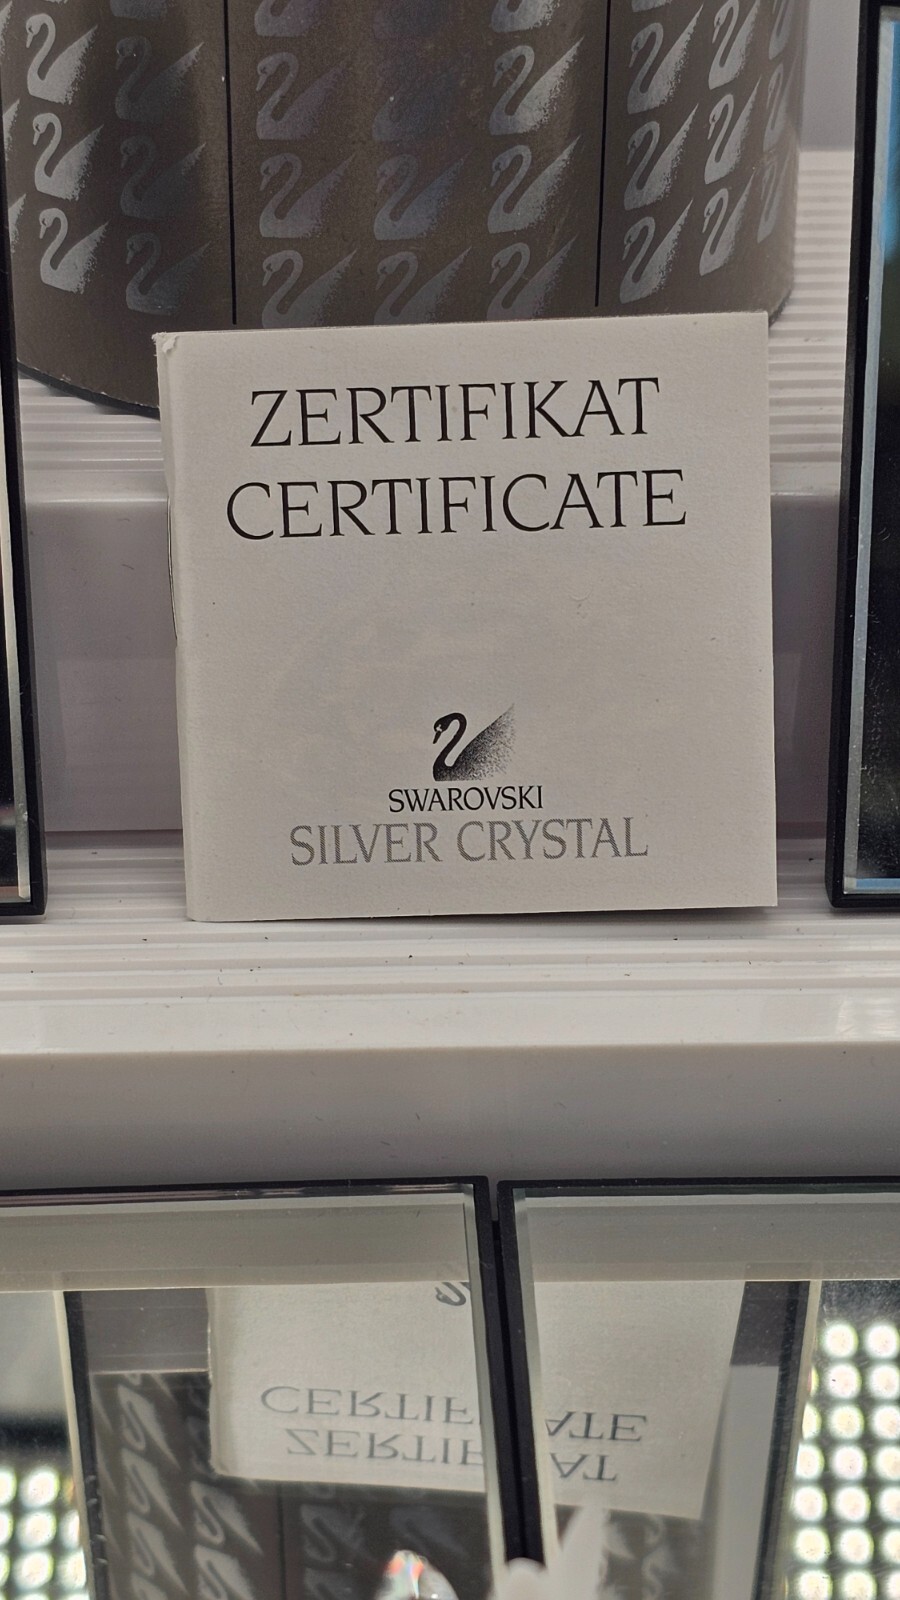 ZERTIFIKAT
CERTIFICATE
SWAROVSKI
SILVER CRYSTAL